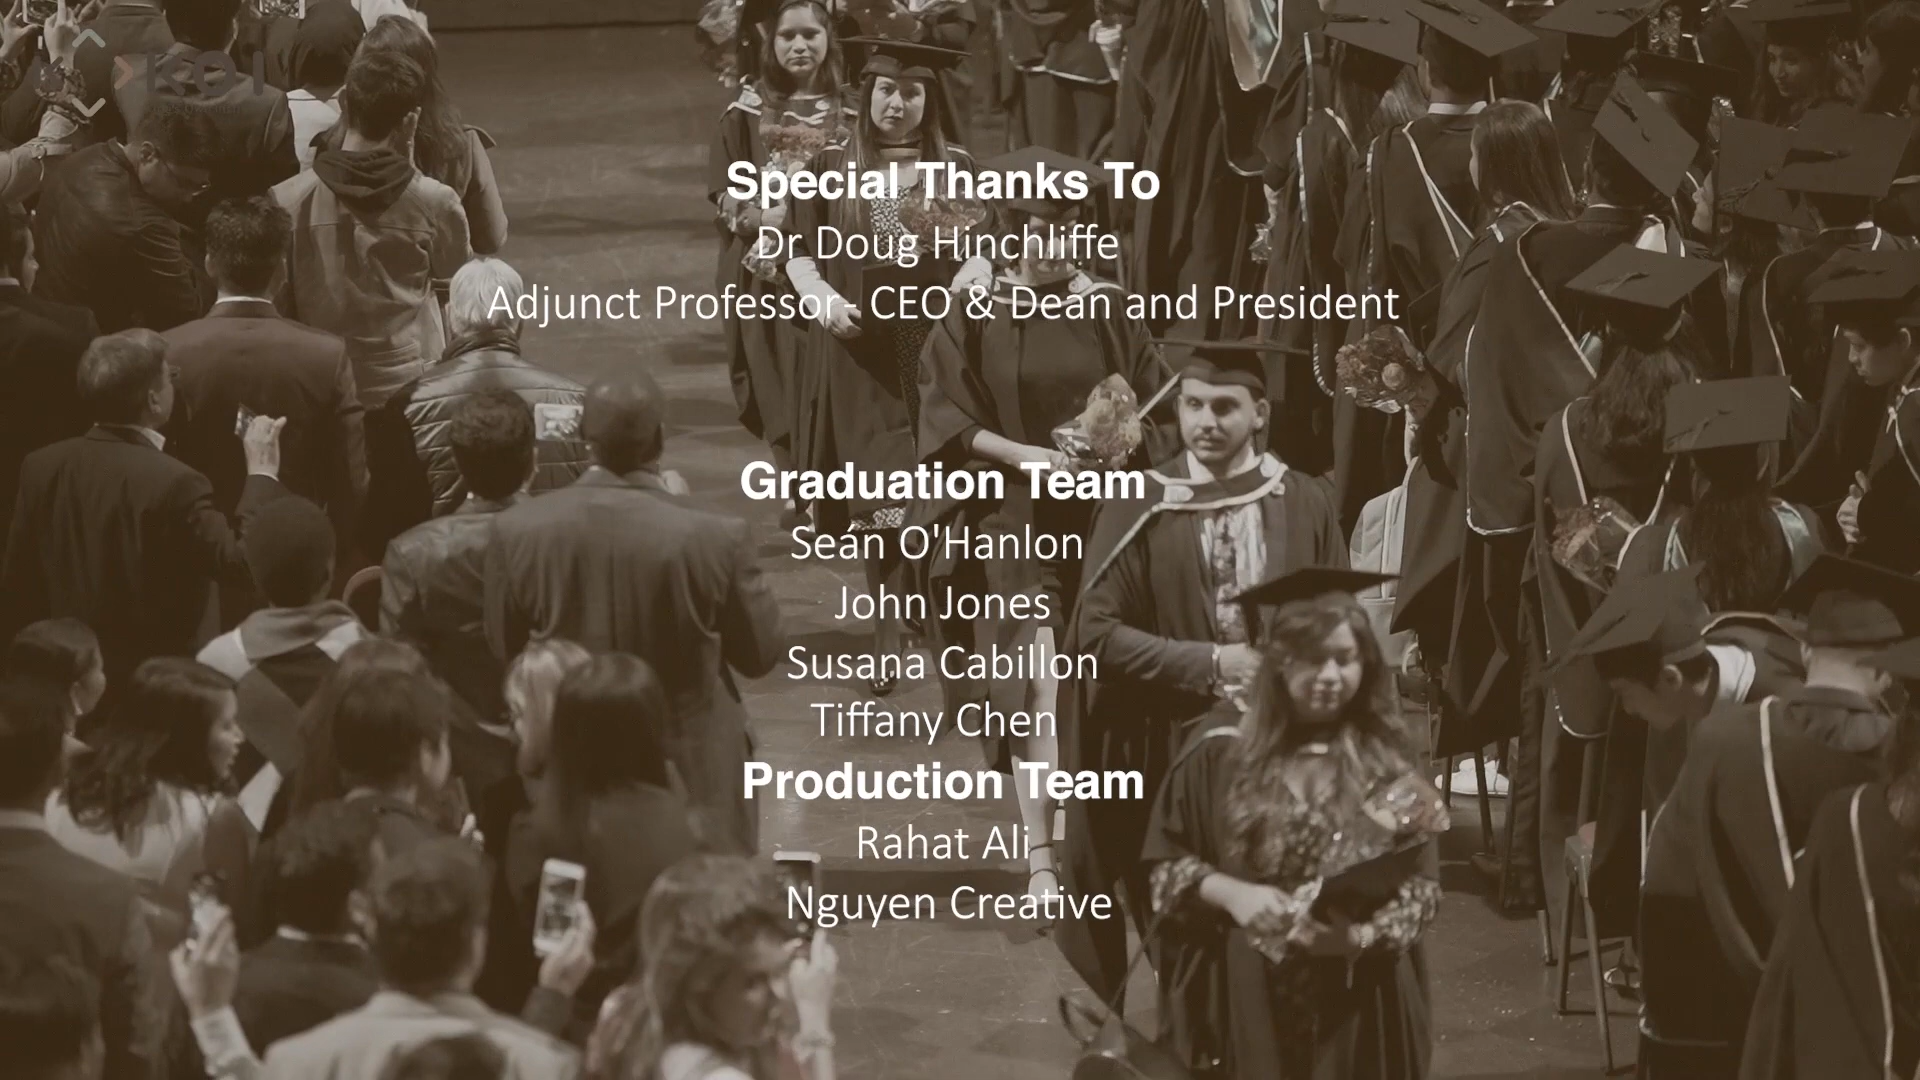 KOI
Special Thanks To
Dr Doug Hinchliffe
Adjunct Professor- CEO & Dean and President
Graduation Team
Seán O'Hanlon
John Jones
Susana Cabillon
Tiffany Chen
Production Team
Rahat Ali
Nguyen Creative